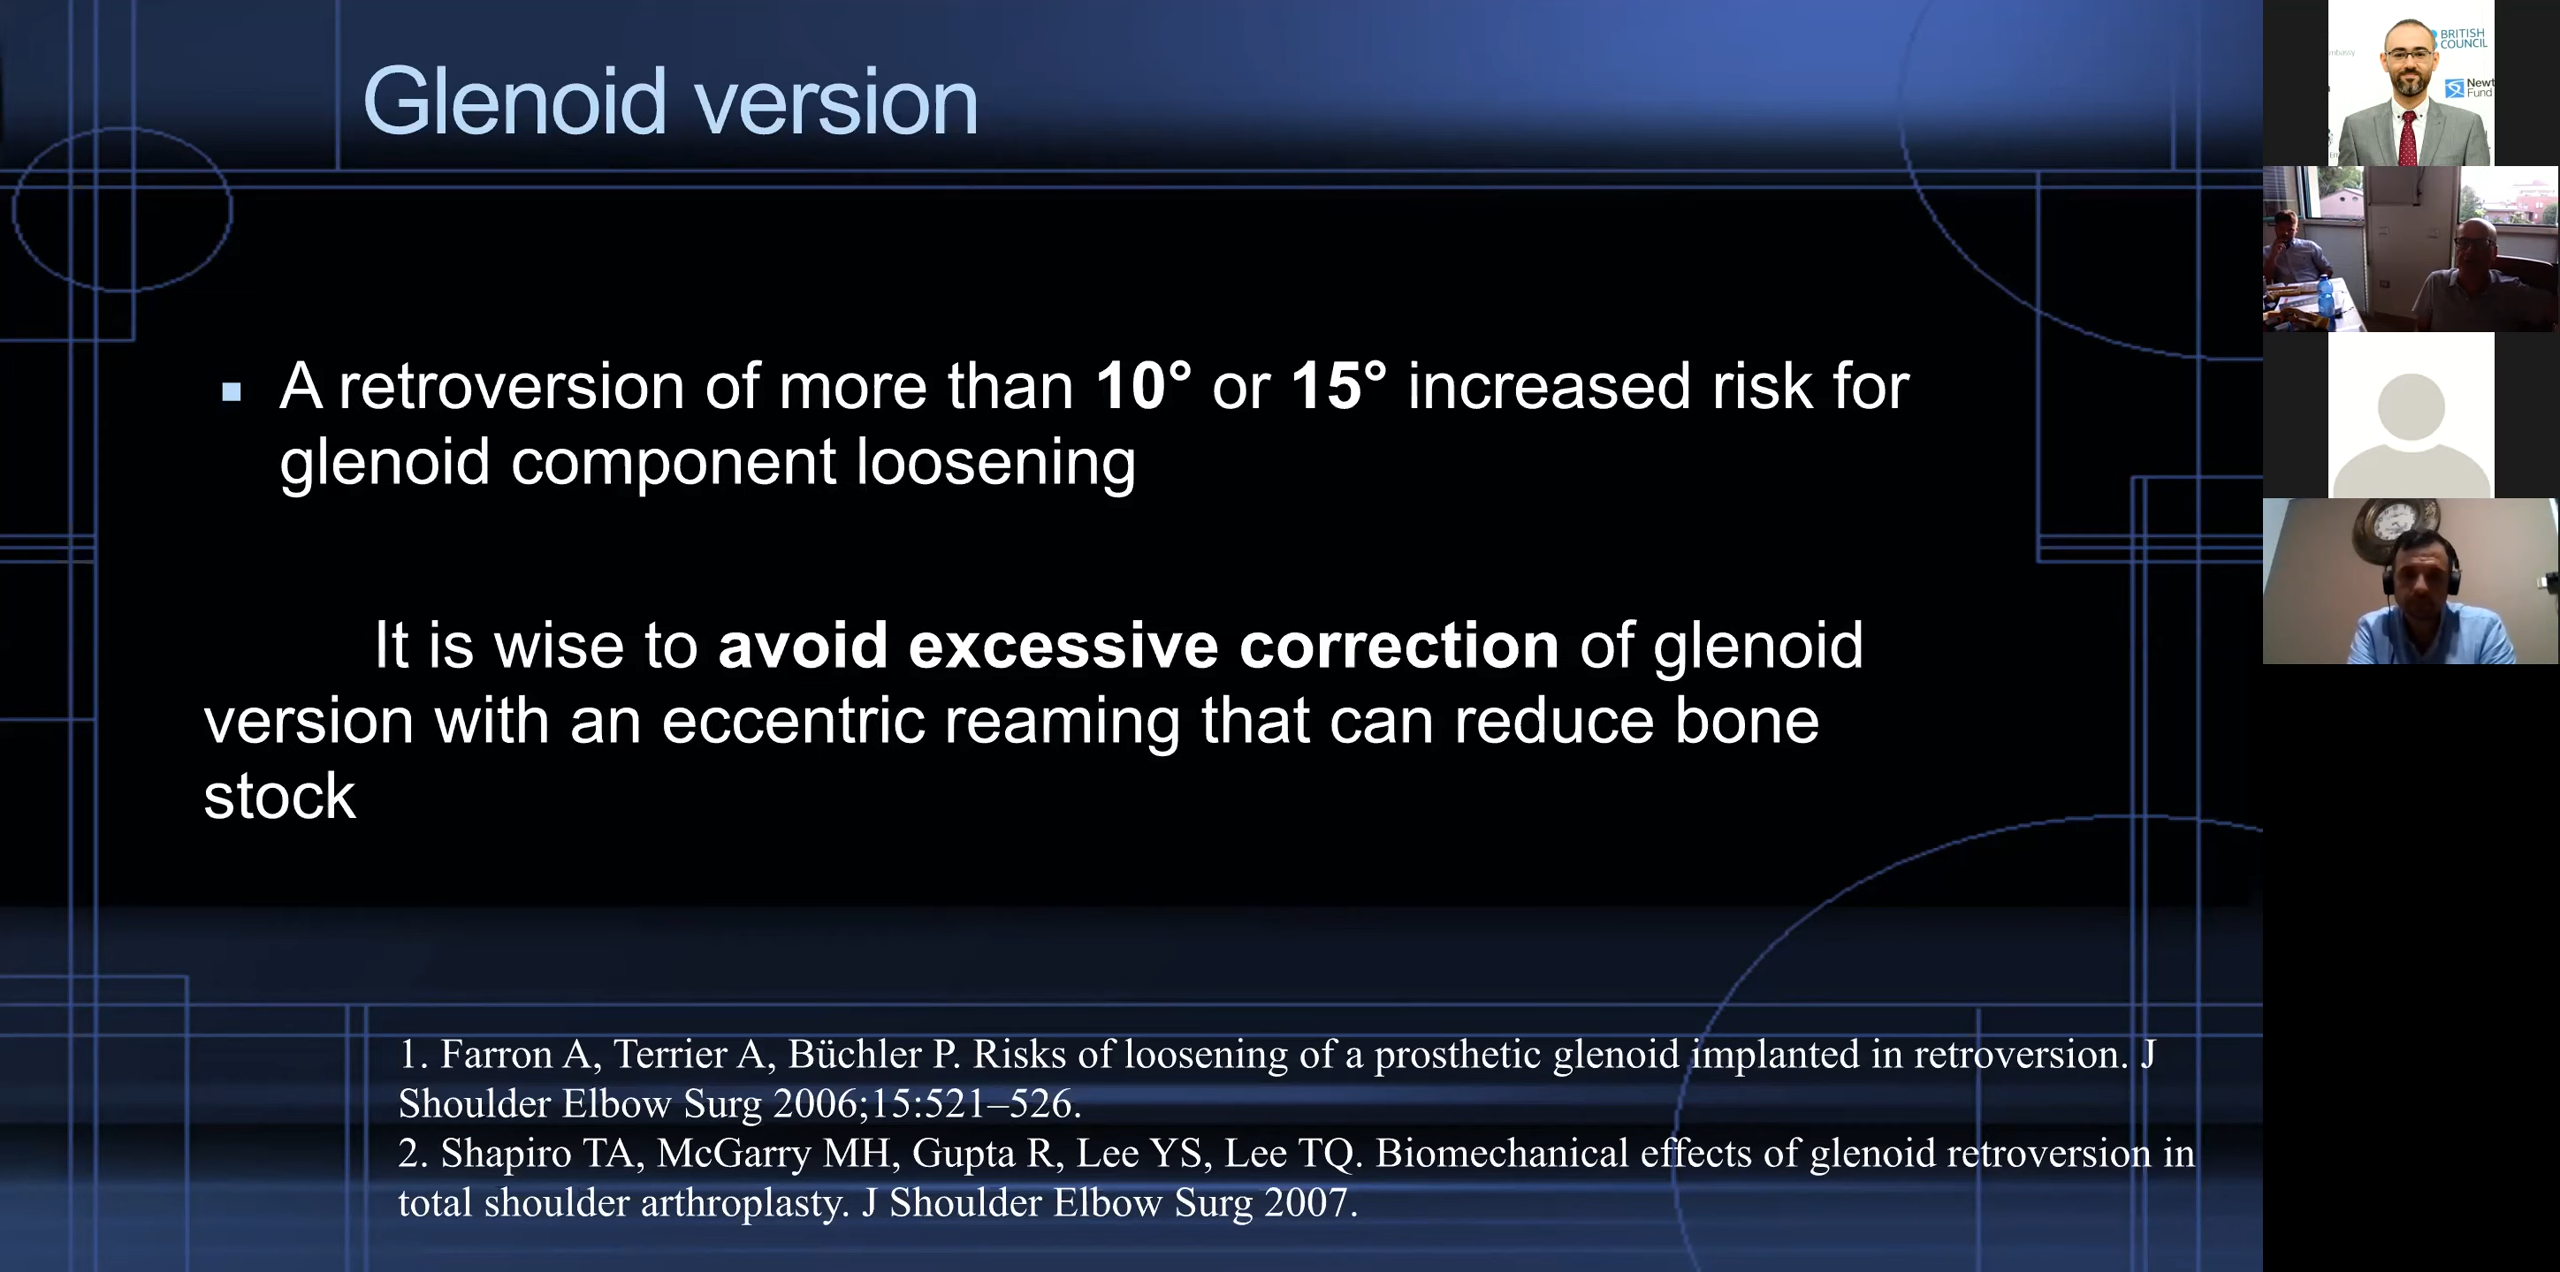 Glenoid version
A retroversion of more than 10° or 15° increased risk for
glenoid component loosening
It is wise to avoid excessive correction of glenoid
version with an eccentric reaming that can reduce bone
stock
1. Farron A, Terrier A, Büchler P. Risks of loosening of a prosthetic glenoid implanted in retroversion. J
Shoulder Elbow Surg 2006;15:521–526.
2. Shapiro TA, McGarry MH, Gupta R, Lee YS, Lee TQ. Biomechanical effects of glenoid retroversion in
total shoulder arthroplasty. J Shoulder Elbow Surg 2007.
BRITISH
COUNCIL
Newt
Fund